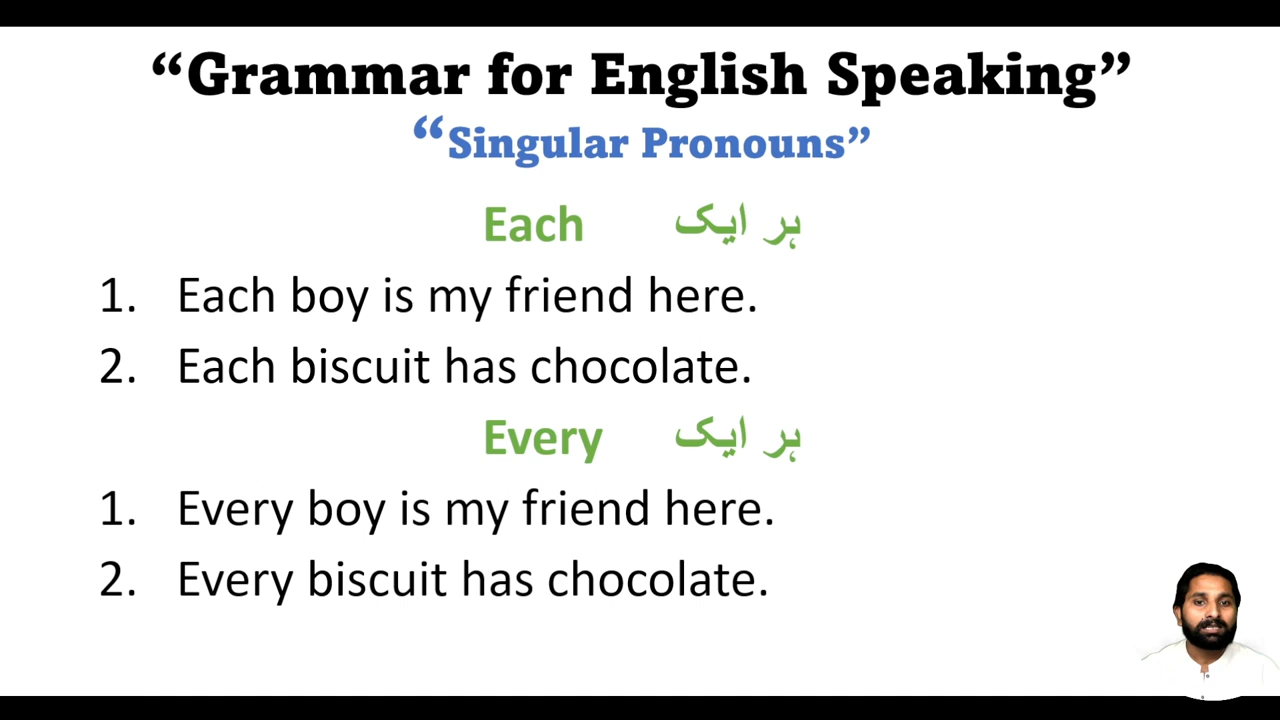 “Grammar for English Speaking”
“Singular Pronouns”
Each ہر ایک
1. Each boy is my friend here.
2. Each biscuit has chocolate.
Every ہر ایک
1. Every boy is my friend here.
2. Every biscuit has chocolate.